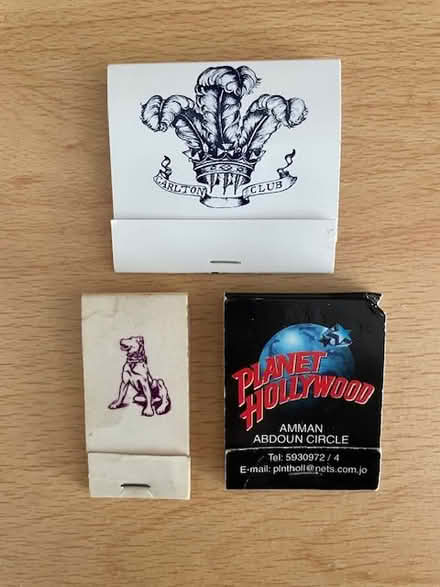 CARLTON CLUB
PLANET
HOLLYWOOD
AMMAN
ABDOUN CIRCLE
Tel: 5930972 / 4
E-mail: plntholl@nets.com.jo